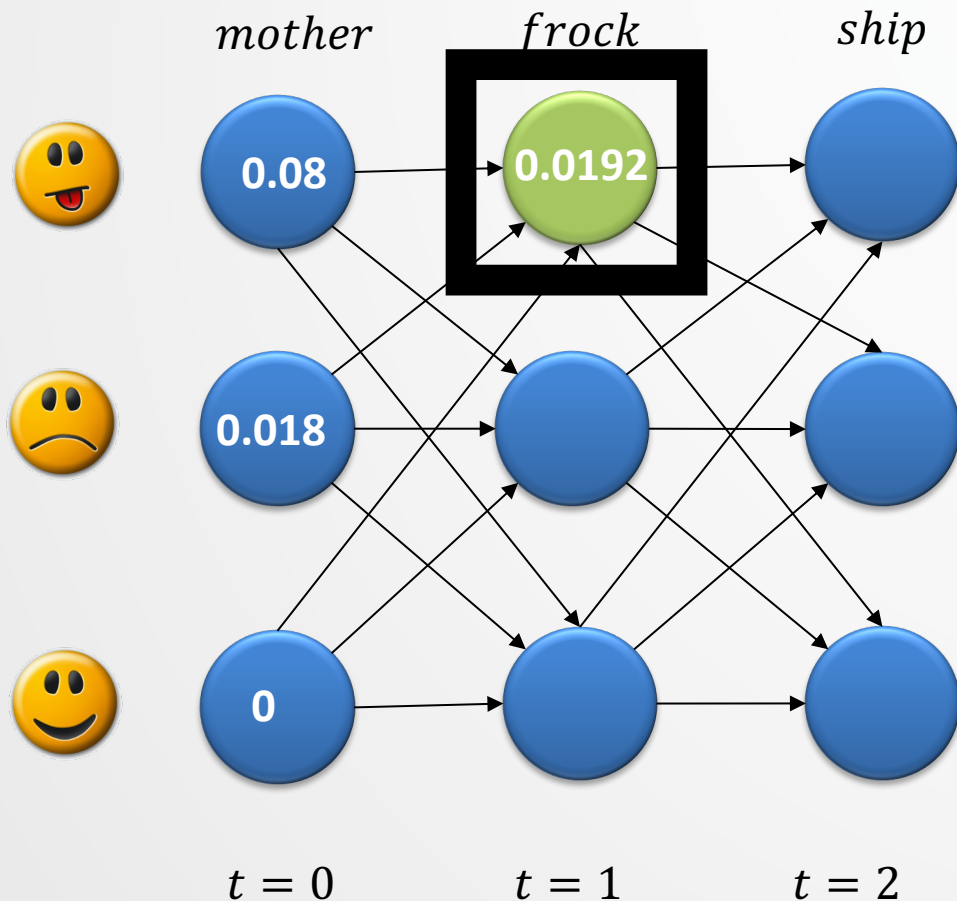 mother frock ship
0.08 0.0192
0.018
0
t = 0 t = 1 t = 2